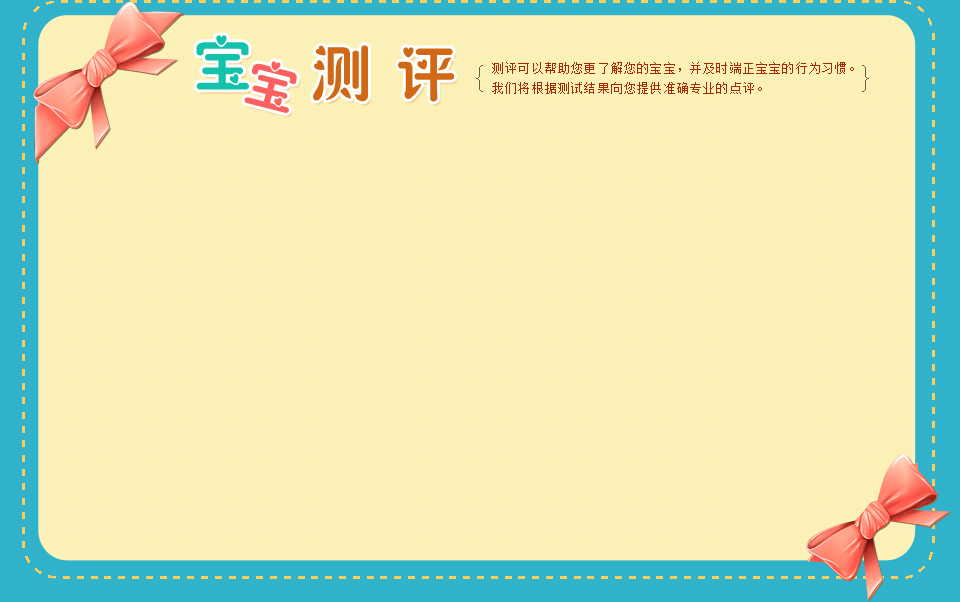 宝宝测评
测评可以帮助您更了解您的宝宝，并及时端正宝宝的行为习惯。
我们将根据测试结果向您提供准确专业的点评。